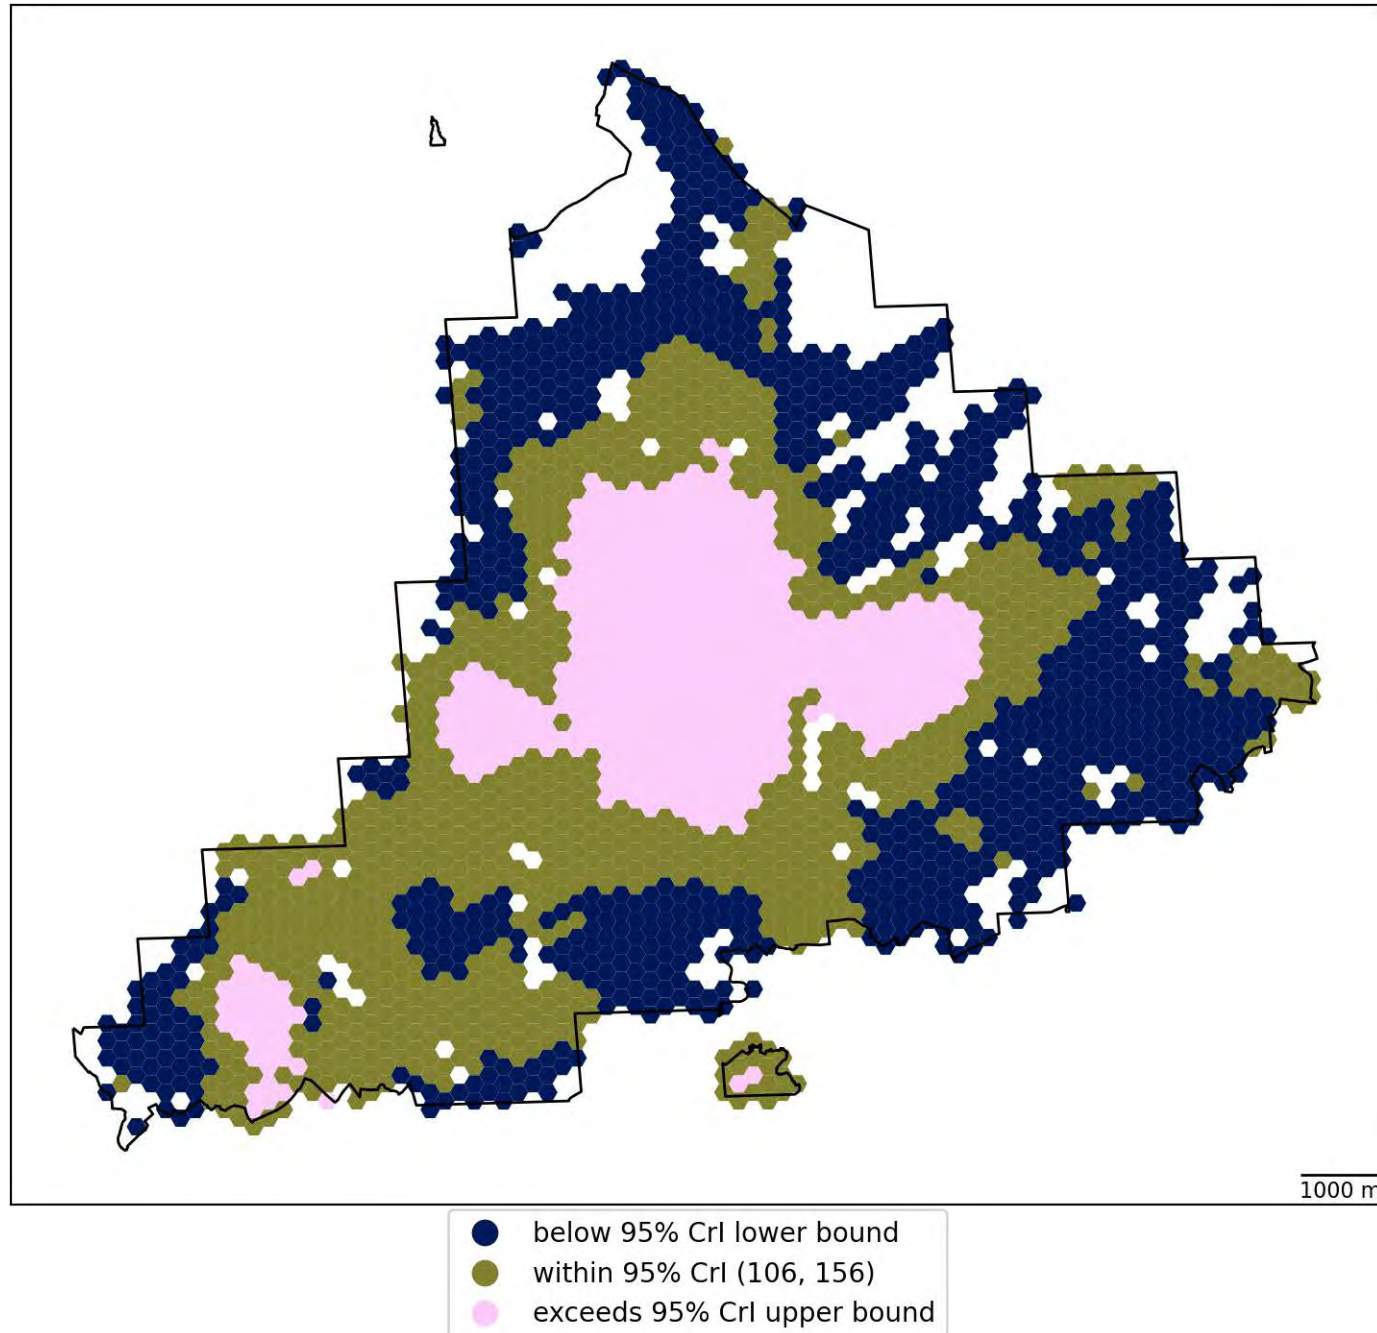 1000 m
below 95% CrI lower bound
within 95% CrI (106, 156)
exceeds 95% CrI upper bound